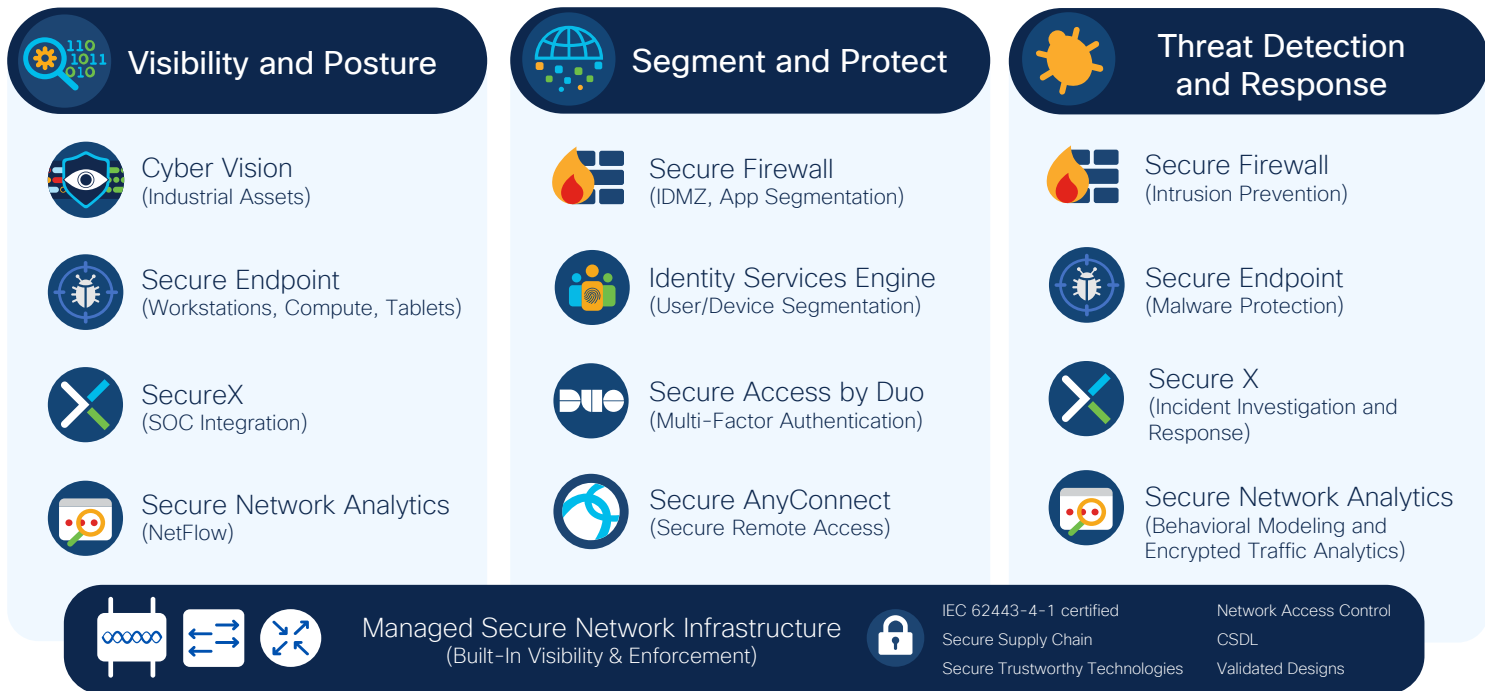 110
1011
010
Visibility and Posture
Cyber Vision
(Industrial Assets)
Secure Endpoint
(Workstations, Compute, Tablets)
SecureX
(SOC Integration)
Secure Network Analytics
(NetFlow)
Segment and Protect
Secure Firewall
(IDMZ, App Segmentation)
Identity Services Engine
(User/Device Segmentation)
DUO
Secure Access by Duo
(Multi-Factor Authentication)
Secure AnyConnect
(Secure Remote Access)
Threat Detection
and Response
Secure Firewall
(Intrusion Prevention)
Secure Endpoint
(Malware Protection)
Secure X
(Incident Investigation and
Response)
Secure Network Analytics
(Behavioral Modeling and
Encrypted Traffic Analytics)
Managed Secure Network Infrastructure
(Built-In Visibility & Enforcement)
IEC 62443-4-1 certified
Secure Supply Chain
Secure Trustworthy Technologies
Network Access Control
CSDL
Validated Designs